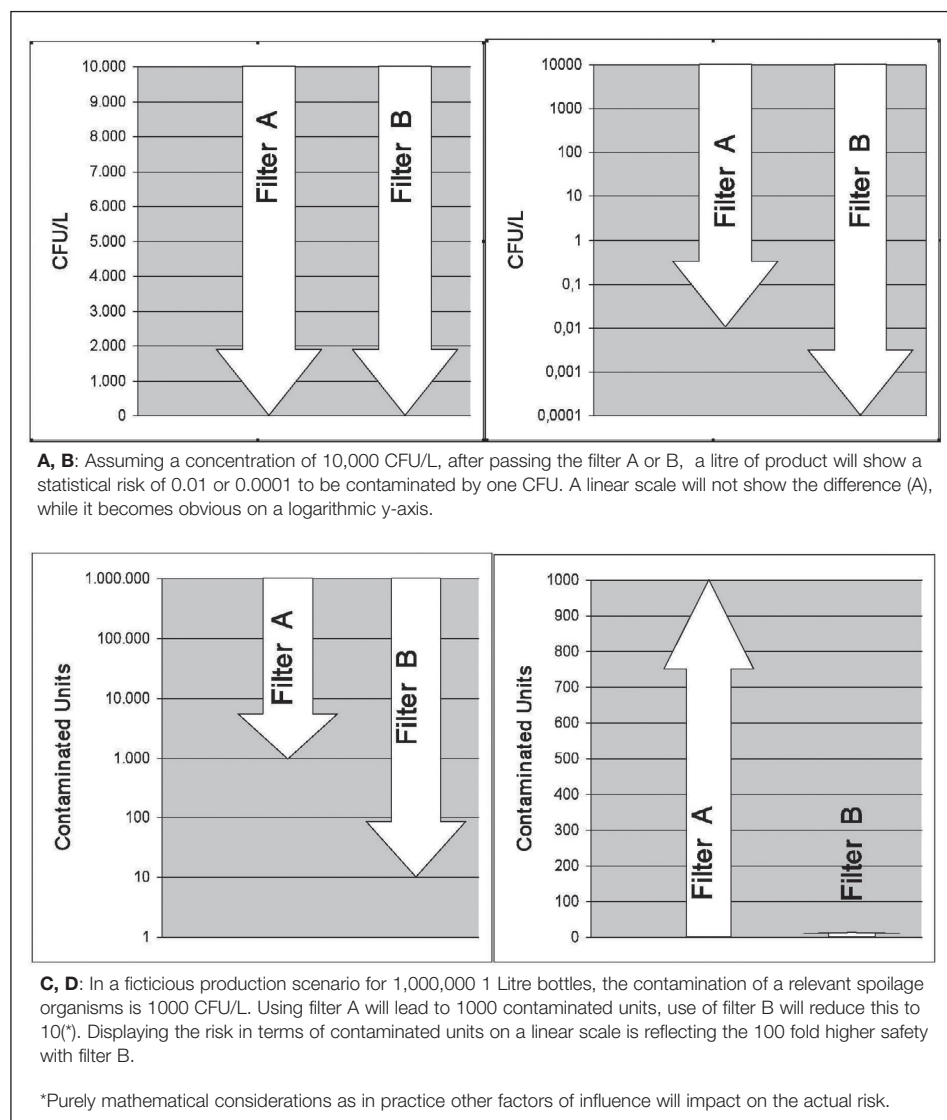 10.000
9.000
8.000
7.000
6.000
5.000
4.000
3.000
2.000
1.000
0
CFU/L
Filter A
Filter B
10000
1000
100
10
1
0,1
0,01
0,001
0,0001
CFU/L
Filter A
Filter B
A, B: Assuming a concentration of 10,000 CFU/L, after passing the filter A or B, a litre of product will show a
statistical risk of 0.01 or 0.0001 to be contaminated by one CFU. A linear scale will not show the difference (A),
while it becomes obvious on a logarithmic y-axis.
1.000.000
100.000
10.000
1.000
100
10
1
Contaminated Units
Filter A
Filter B
1000
900
800
700
600
500
400
300
200
100
0
Contaminated Units
Filter A
Filter B
C, D: In a ficticious production scenario for 1,000,000 1 Litre bottles, the contamination of a relevant spoilage
organisms is 1000 CFU/L. Using filter A will lead to 1000 contaminated units, use of filter B will reduce this to
10(*). Displaying the risk in terms of contaminated units on a linear scale is reflecting the 100 fold higher safety
with filter B.
*Purely mathematical considerations as in practice other factors of influence will impact on the actual risk.